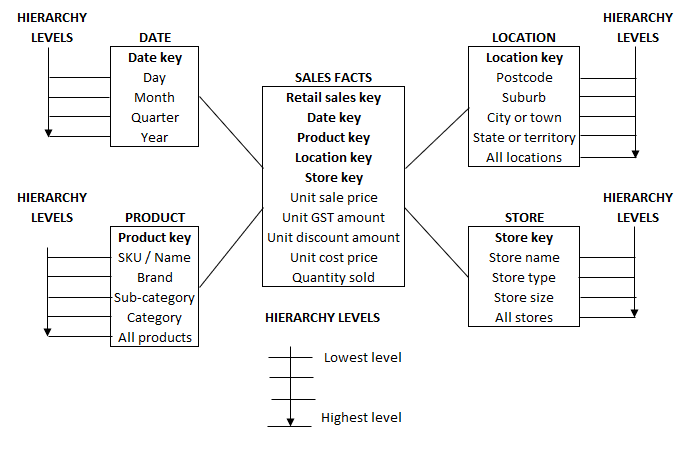 HIERARCHY
LEVELS
DATE
Date key
Day
Month
Quarter
Year
SALES FACTS
Retail sales key
Date key
Product key
Location key
Store key
Unit sale price
Unit GST amount
Unit discount amount
Unit cost price
Quantity sold
LOCATION
Location key
Postcode
Suburb
City or town
State or territory
All locations
HIERARCHY
LEVELS
HIERARCHY
LEVELS
PRODUCT
Product key
SKU / Name
Brand
Sub-category
Category
All products
STORE
Store key
Store name
Store type
Store size
All stores
HIERARCHY
LEVELS
HIERARCHY LEVELS
Lowest level
Highest level